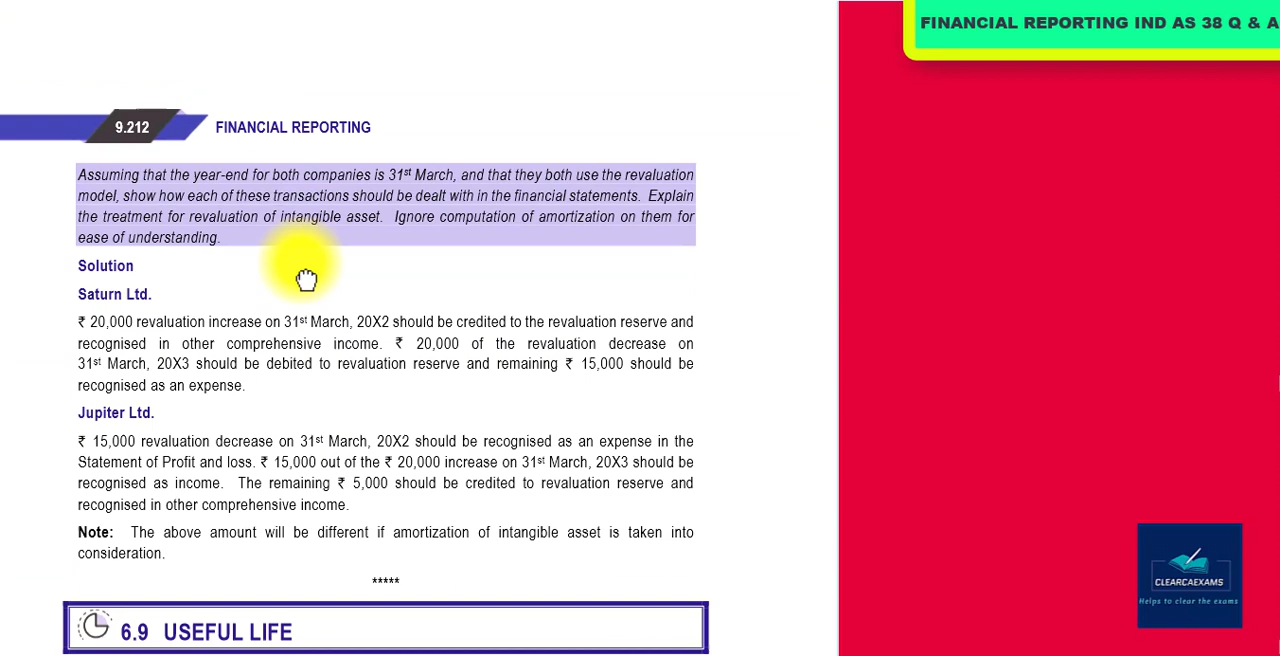 FINANCIAL REPORTING IND AS 38 Q & A
9.212 FINANCIAL REPORTING
Assuming that the year-end for both companies is 31st March, and that they both use the revaluation
model, show how each of these transactions should be dealt with in the financial statements. Explain
the treatment for revaluation of intangible asset. Ignore computation of amortization on them for
ease of understanding.
Solution
Saturn Ltd.
₹ 20,000 revaluation increase on 31st March, 20X2 should be credited to the revaluation reserve and
recognised in other comprehensive income. ₹ 20,000 of the revaluation decrease on
31st March, 20X3 should be debited to revaluation reserve and remaining ₹ 15,000 should be
recognised as an expense.
Jupiter Ltd.
₹ 15,000 revaluation decrease on 31st March, 20X2 should be recognised as an expense in the
Statement of Profit and loss. ₹ 15,000 out of the ₹ 20,000 increase on 31st March, 20X3 should be
recognised as income. The remaining ₹ 5,000 should be credited to revaluation reserve and
recognised in other comprehensive income.
Note: The above amount will be different if amortization of intangible asset is taken into
consideration.
*****
6.9 USEFUL LIFE
CLEARCAEXAMS
Helps to clear the exams